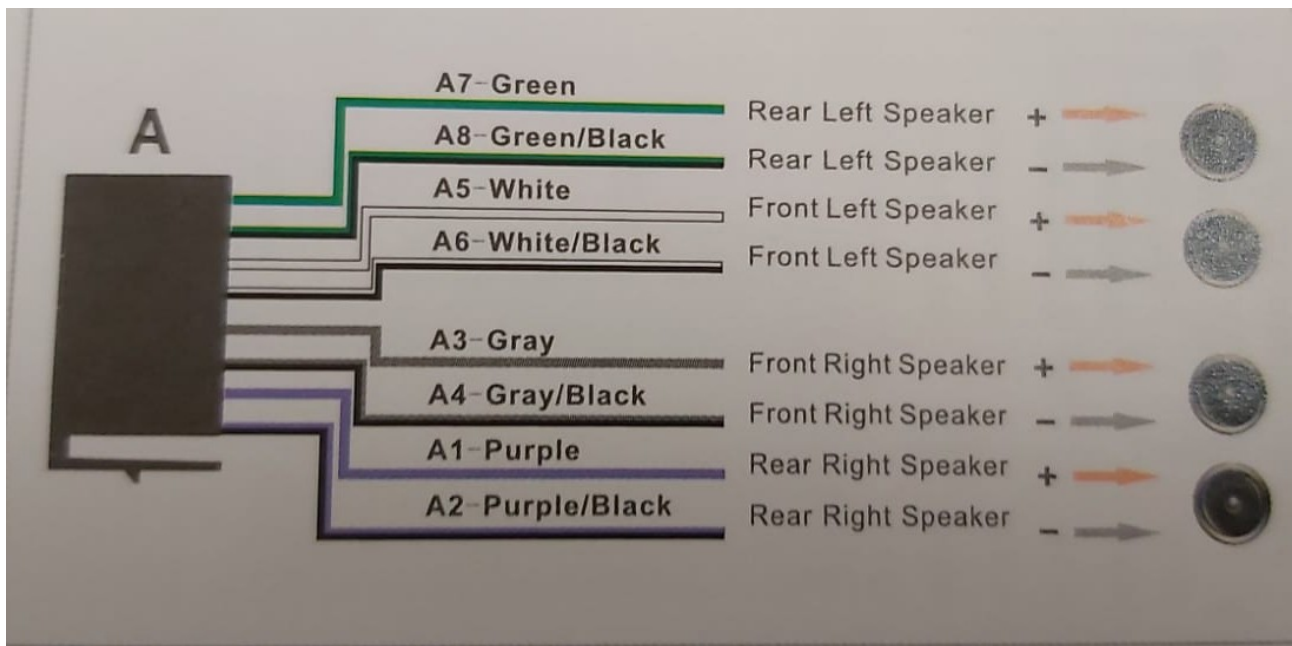 A
A7-Green
Rear Left Speaker +
A8-Green/Black
Rear Left Speaker −
A5-White
Front Left Speaker +
A6-White/Black
Front Left Speaker −
A3-Gray
Front Right Speaker +
A4-Gray/Black
Front Right Speaker −
A1-Purple
Rear Right Speaker +
A2-Purple/Black
Rear Right Speaker −